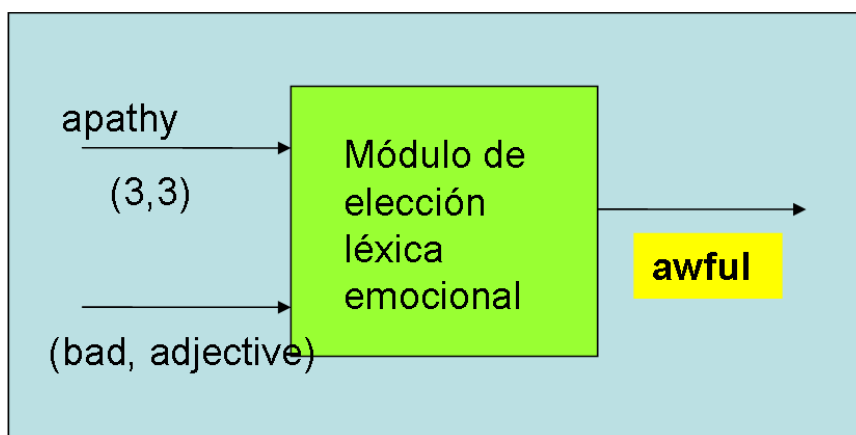 apathy
(3,3)
(bad, adjective)
Módulo de
elección
léxica
emocional
awful